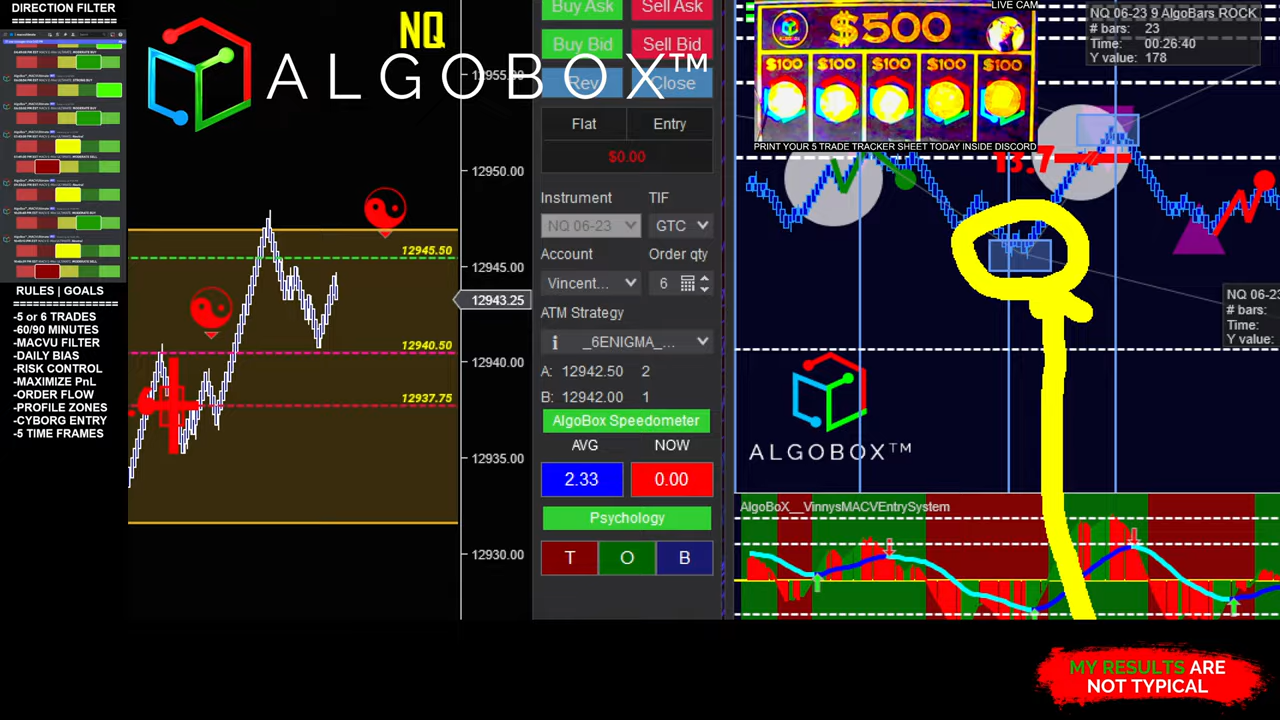 DIRECTION FILTER
================
RULES | GOALS
================
-5 or 6 TRADES
-60/90 MINUTES
-MACVU FILTER
-DAILY BIAS
-RISK CONTROL
-MAXIMIZE PnL
-ORDER FLOW
-PROFILE ZONES
-CYBORG ENTRY
-5 TIME FRAMES
NQ
ALGOBOX™
12945.50
12940.50
12937.75
12955.00
12950.00
12945.00
12943.25
12940.00
12935.00
12930.00
Buy Ask
Sell Ask
Buy Bid
Sell Bid
Rev
Close
Flat
Entry
$0.00
Instrument
TIF
NQ 06-23
GTC
Account
Order qty
Vincent...
6
ATM Strategy
_6ENIGMA_...
A: 12942.50 2
B: 12942.00 1
AlgoBox Speedometer
AVG
NOW
2.33
0.00
Psychology
T
O
B
LIVE CAM
$500
$100
$100
$100
$100
$100
PRINT YOUR 5 TRADE TRACKER SHEET TODAY INSIDE DISCORD
NQ 06-23 9 AlgoBars ROCK
# bars: 23
Time: 00:26:40
Y value: 178
13.7
NQ 06-23
# bars:
Time:
Y value:
ALGOBOX™
AlgoBoX__VinnysMACVEntrySystem
MY RESULTS ARE
NOT TYPICAL